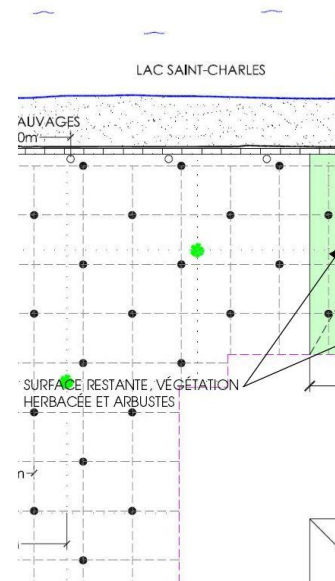 LAC SAINT-CHARLES
AUVAGES
0m
SURFACE RESTANTE, VÉGÉTATION
HERBACÉE ET ARBUSTES
m